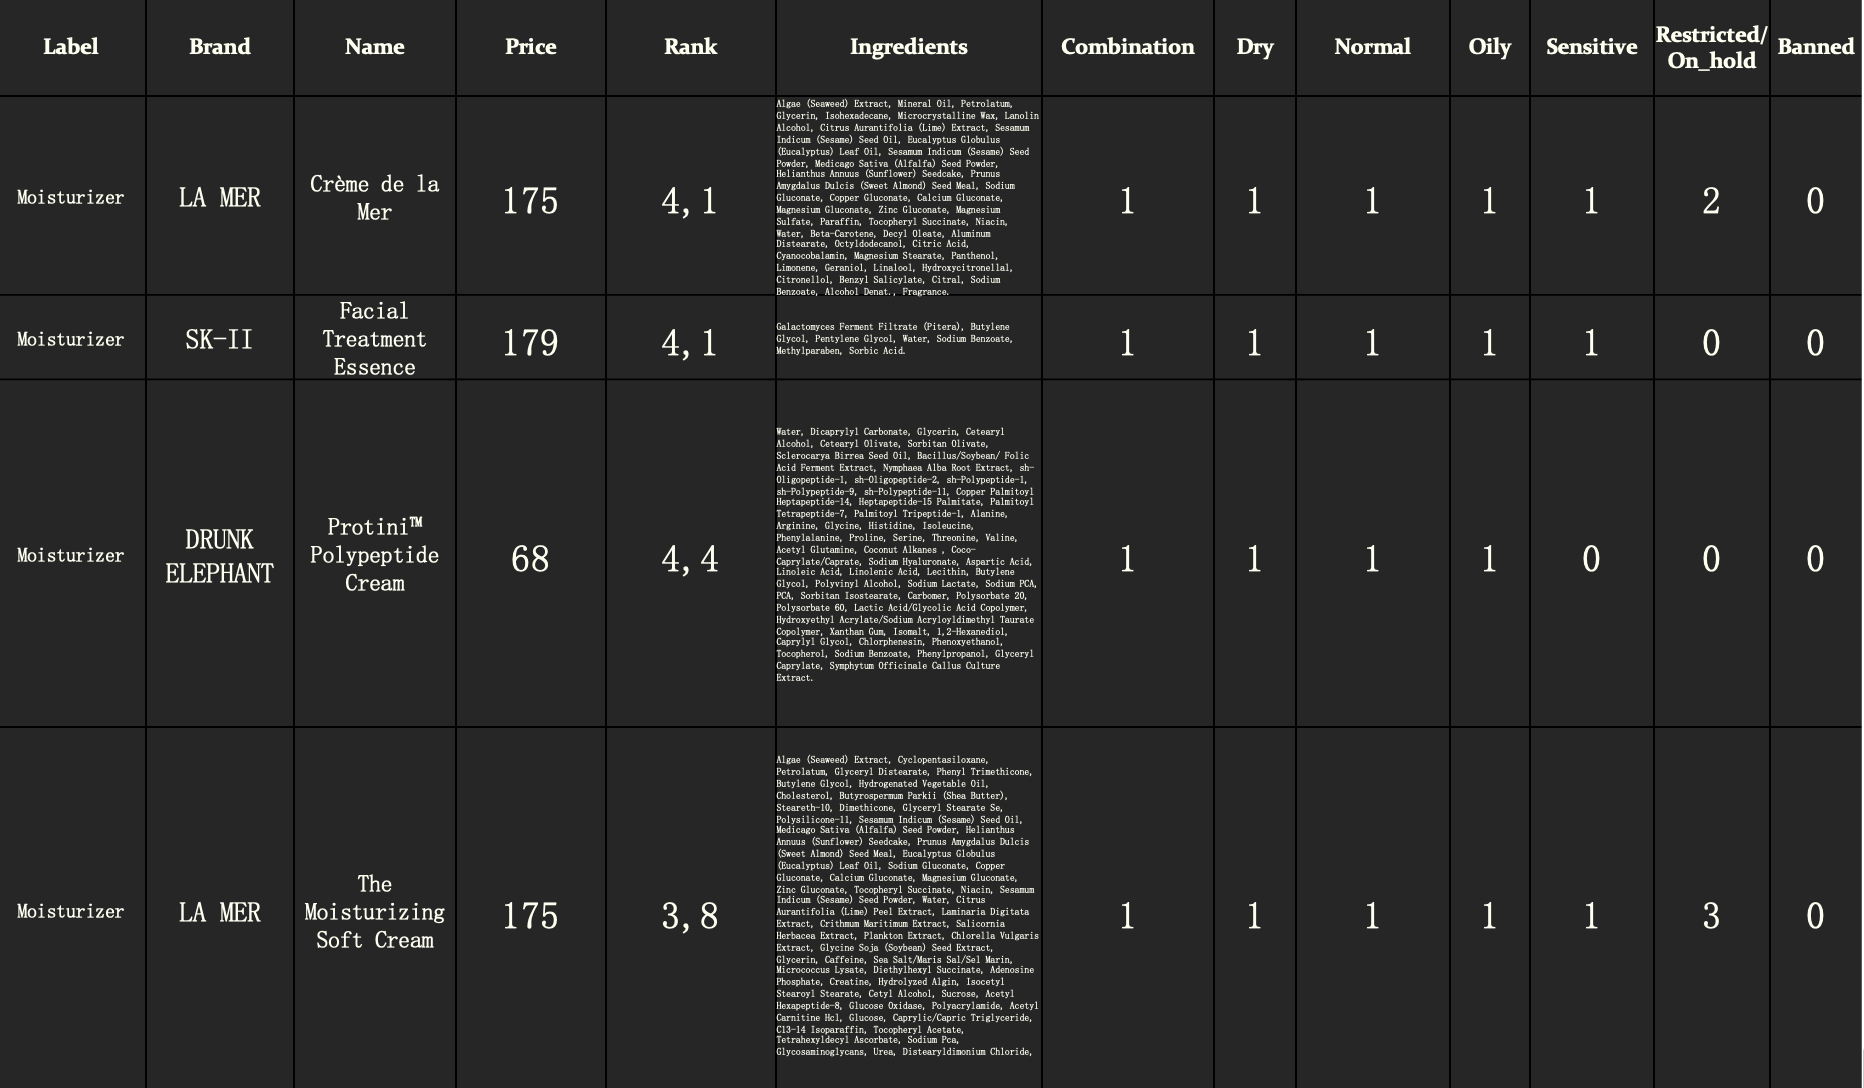 Label Brand Name Price Rank Ingredients Combination Dry Normal Oily Sensitive Restricted/
On_hold Banned
Moisturizer LA MER Crème de la
Mer 175 4,1
Algae (Seaweed) Extract, Mineral Oil, Petrolatum,
Glycerin, Isohexadecane, Microcrystalline Wax, Lanolin
Alcohol, Citrus Aurantifolia (Lime) Extract, Sesamum
Indicum (Sesame) Seed Oil, Eucalyptus Globulus
(Eucalyptus) Leaf Oil, Sesamum Indicum (Sesame) Seed
Powder, Medicago Sativa (Alfalfa) Seed Powder,
Helianthus Annuus (Sunflower) Seedcake, Prunus
Amygdalus Dulcis (Sweet Almond) Seed Meal, Sodium
Gluconate, Copper Gluconate, Calcium Gluconate,
Magnesium Gluconate, Zinc Gluconate, Magnesium
Sulfate, Paraffin, Tocopheryl Succinate, Niacin,
Water, Beta-Carotene, Decyl Oleate, Aluminum
Distearate, Octyldodecanol, Citric Acid,
Cyanocobalamin, Magnesium Stearate, Panthenol,
Limonene, Geraniol, Linalool, Hydroxycitronellal,
Citronellol, Benzyl Salicylate, Citral, Sodium
Benzoate, Alcohol Denat., Fragrance.
1 1 1 1 1 2 0
Moisturizer SK-II Facial
Treatment
Essence 179 4,1
Galactomyces Ferment Filtrate (Pitera), Butylene
Glycol, Pentylene Glycol, Water, Sodium Benzoate,
Methylparaben, Sorbic Acid.
1 1 1 1 1 0 0
Moisturizer DRUNK
ELEPHANT
Protini™
Polypeptide
Cream 68 4,4
Water, Dicaprylyl Carbonate, Glycerin, Cetearyl
Alcohol, Cetearyl Olivate, Sorbitan Olivate,
Sclerocarya Birrea Seed Oil, Bacillus/Soybean/ Folic
Acid Ferment Extract, Nymphaea Alba Root Extract, sh-
Oligopeptide-1, sh-Oligopeptide-2, sh-Polypeptide-1,
sh-Polypeptide-9, sh-Polypeptide-11, Copper Palmitoyl
Heptapeptide-14, Heptapeptide-15 Palmitate, Palmitoyl
Tetrapeptide-7, Palmitoyl Tripeptide-1, Alanine,
Arginine, Glycine, Histidine, Isoleucine,
Phenylalanine, Proline, Serine, Threonine, Valine,
Acetyl Glutamine, Coconut Alkanes , Coco-
Caprylate/Caprate, Sodium Hyaluronate, Aspartic Acid,
Linoleic Acid, Linolenic Acid, Lecithin, Butylene
Glycol, Polyvinyl Alcohol, Sodium Lactate, Sodium PCA,
PCA, Sorbitan Isostearate, Carbomer, Polysorbate 20,
Polysorbate 60, Lactic Acid/Glycolic Acid Copolymer,
Hydroxyethyl Acrylate/Sodium Acryloyldimethyl Taurate
Copolymer, Xanthan Gum, Isomalt, 1,2-Hexanediol,
Caprylyl Glycol, Chlorphenesin, Phenoxyethanol,
Tocopherol, Sodium Benzoate, Phenylpropanol, Glyceryl
Caprylate, Symphytum Officinale Callus Culture
Extract.
1 1 1 1 0 0 0
Moisturizer LA MER The
Moisturizing
Soft Cream 175 3,8
Algae (Seaweed) Extract, Cyclopentasiloxane,
Petrolatum, Glyceryl Distearate, Phenyl Trimethicone,
Butylene Glycol, Hydrogenated Vegetable Oil,
Cholesterol, Butyrospermum Parkii (Shea Butter),
Steareth-10, Dimethicone, Glyceryl Stearate Se,
Polysilicone-11, Sesamum Indicum (Sesame) Seed Oil,
Medicago Sativa (Alfalfa) Seed Powder, Helianthus
Annuus (Sunflower) Seedcake, Prunus Amygdalus Dulcis
(Sweet Almond) Seed Meal, Eucalyptus Globulus
(Eucalyptus) Leaf Oil, Sodium Gluconate, Copper
Gluconate, Calcium Gluconate, Magnesium Gluconate,
Zinc Gluconate, Tocopheryl Succinate, Niacin, Sesamum
Indicum (Sesame) Seed Powder, Water, Citrus
Aurantifolia (Lime) Peel Extract, Laminaria Digitata
Extract, Crithmum Maritimum Extract, Salicornia
Herbacea Extract, Plankton Extract, Chlorella Vulgaris
Extract, Glycine Soja (Soybean) Seed Extract,
Glycerin, Caffeine, Sea Salt/Maris Sal/Sel Marin,
Micrococcus Lysate, Diethylhexyl Succinate, Adenosine
Phosphate, Creatine, Hydrolyzed Algin, Isocetyl
Stearoyl Stearate, Cetyl Alcohol, Sucrose, Acetyl
Hexapeptide-8, Glucose Oxidase, Polyacrylamide, Acetyl
Carnitine Hcl, Glucose, Caprylic/Capric Triglyceride,
C13-14 Isoparaffin, Tocopheryl Acetate,
Tetrahexyldecyl Ascorbate, Sodium Pca,
Glycosaminoglycans, Urea, Distearyldimonium Chloride,
1 1 1 1 1 3 0